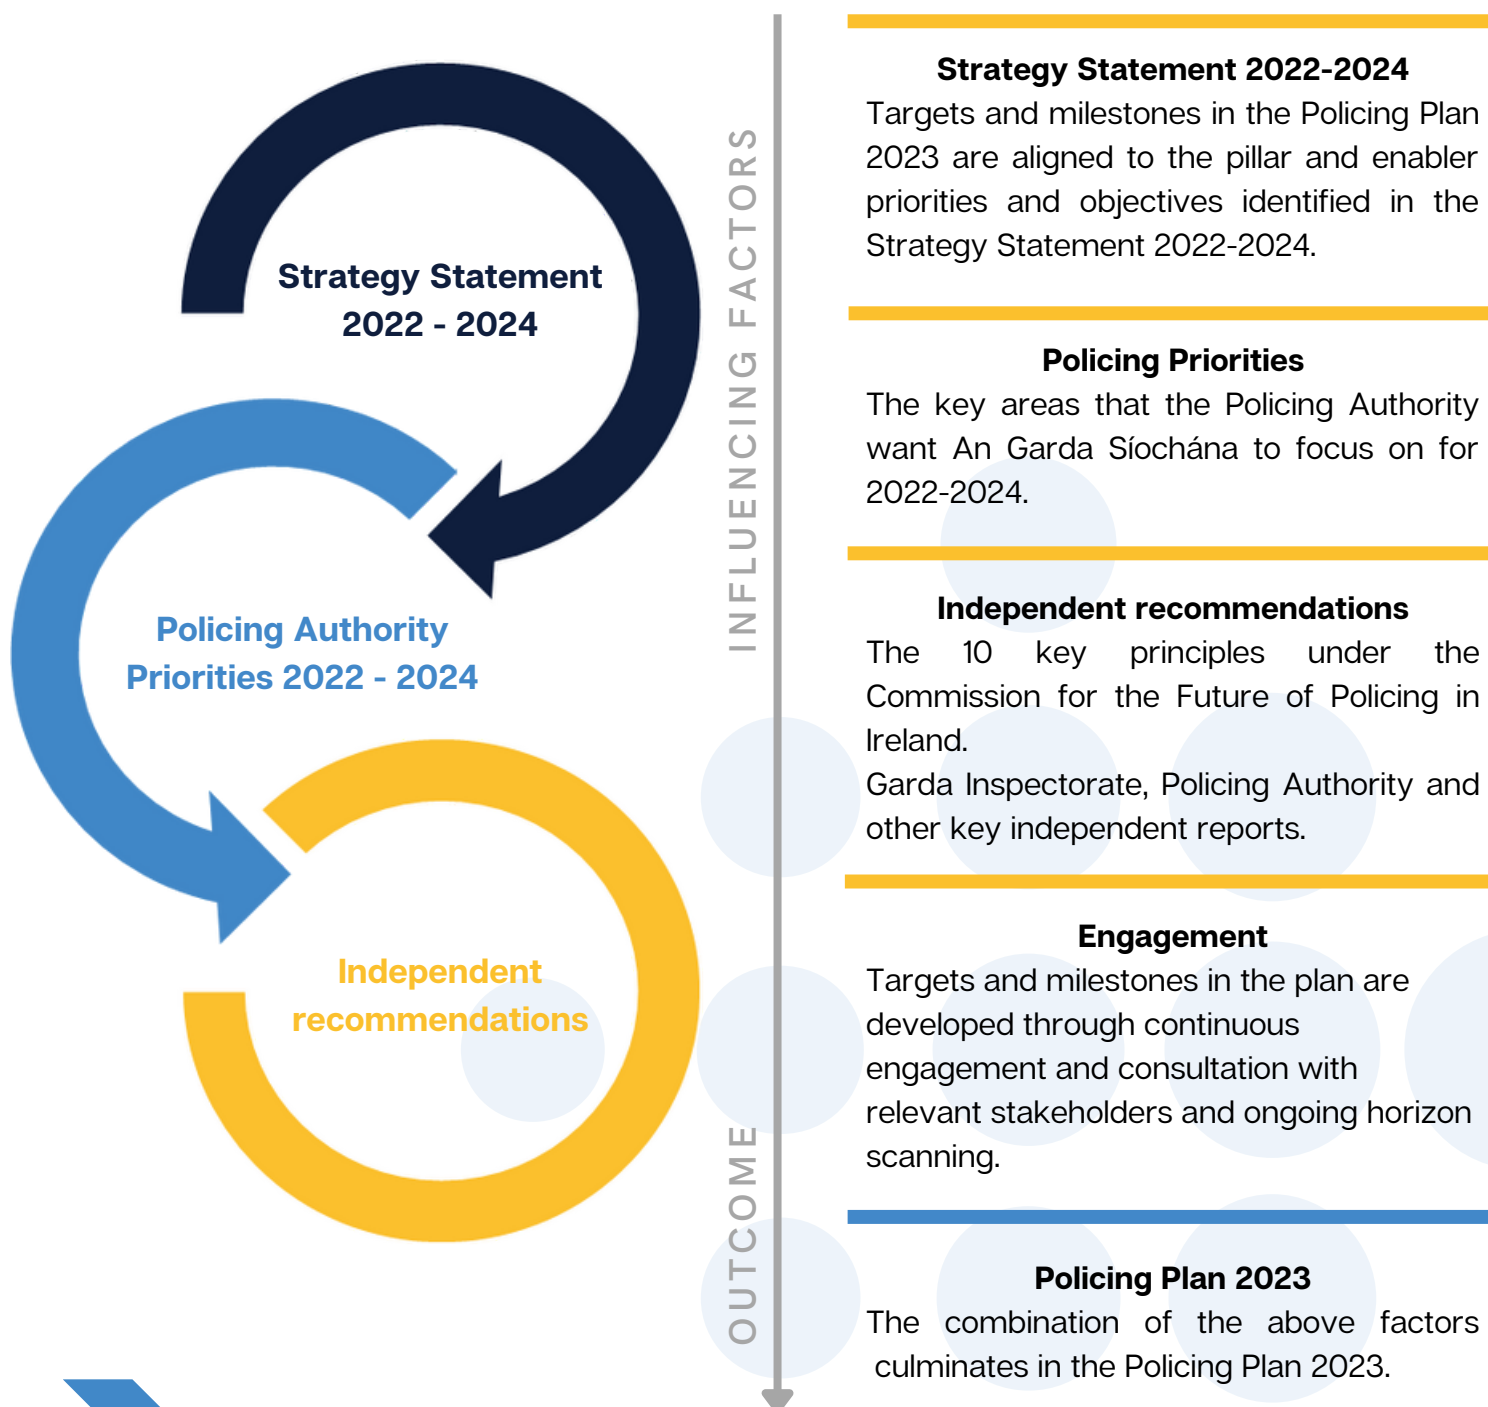 Strategy Statement
2022 - 2024
Policing Authority
Priorities 2022 - 2024
Independent
recommendations
INFLUENCING FACTORS
OUTCOME
Strategy Statement 2022-2024
Targets and milestones in the Policing Plan
2023 are aligned to the pillar and enabler
priorities and objectives identified in the
Strategy Statement 2022-2024.
Policing Priorities
The key areas that the Policing Authority
want An Garda Síochána to focus on for
2022-2024.
Independent recommendations
The 10 key principles under the
Commission for the Future of Policing in
Ireland.
Garda Inspectorate, Policing Authority and
other key independent reports.
Engagement
Targets and milestones in the plan are
developed through continuous
engagement and consultation with
relevant stakeholders and ongoing horizon
scanning.
Policing Plan 2023
The combination of the above factors
culminates in the Policing Plan 2023.